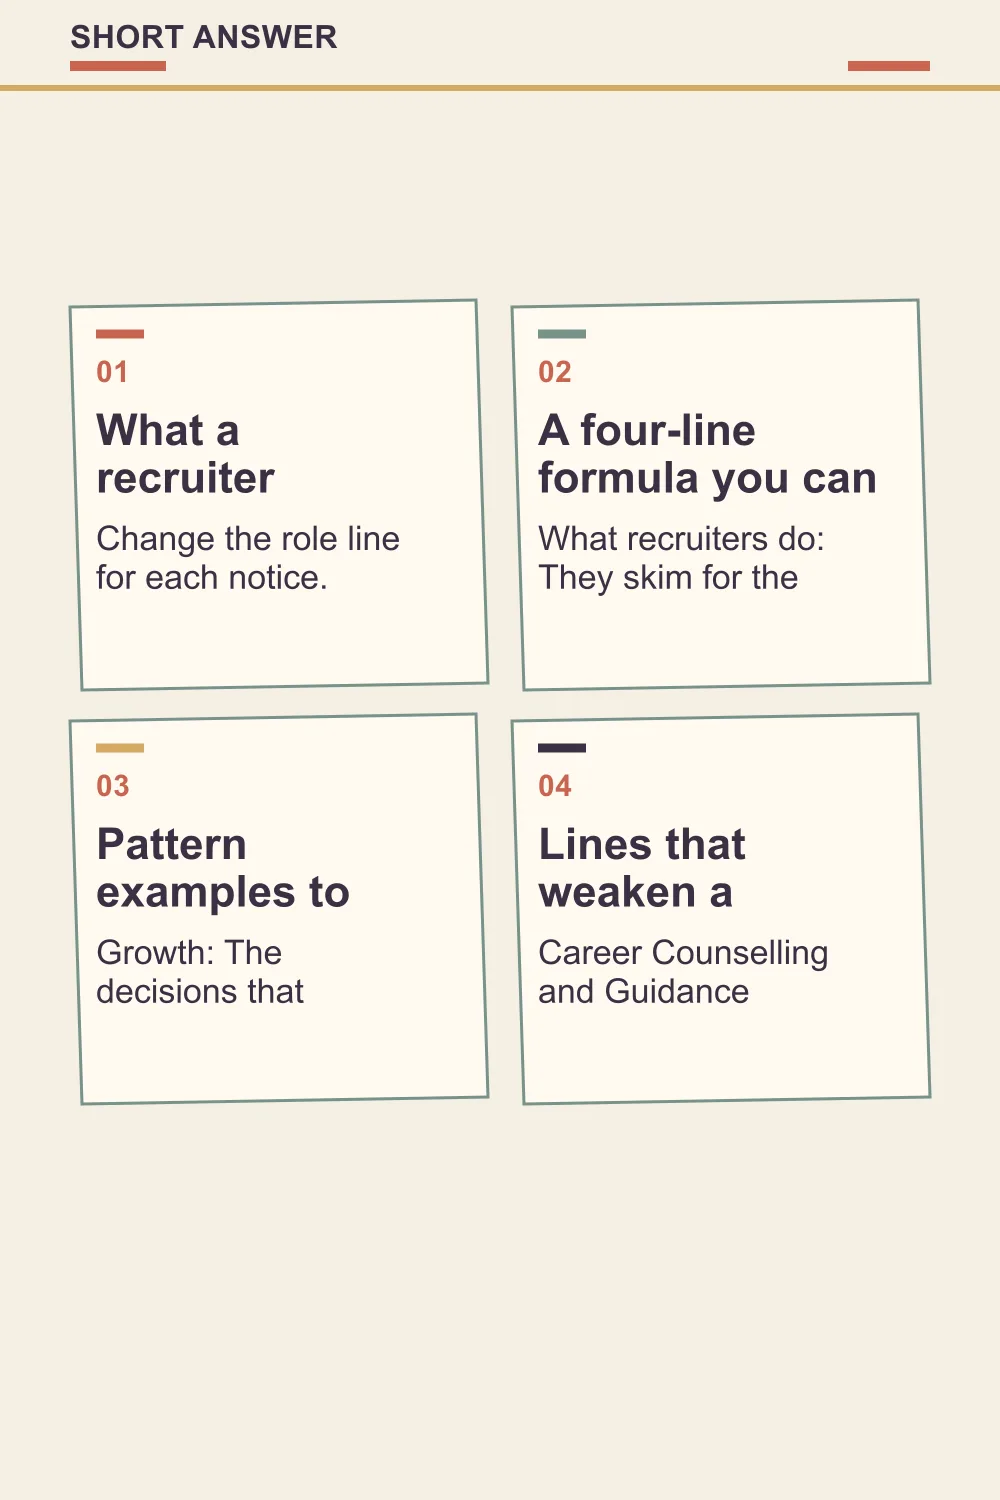 SHORT ANSWER
01
What a
recruiter
Change the role line
for each notice.
02
A four-line
formula you can
What recruiters do:
They skim for the
03
Pattern
examples to
Growth: The
decisions that
04
Lines that
weaken a
Career Counselling
and Guidance